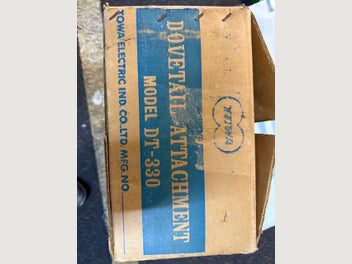 TOWA
DOVETAIL ATTACHMENT
MODEL DT-330
TOWA ELECTRIC IND. CO.,LTD. MFG.NO